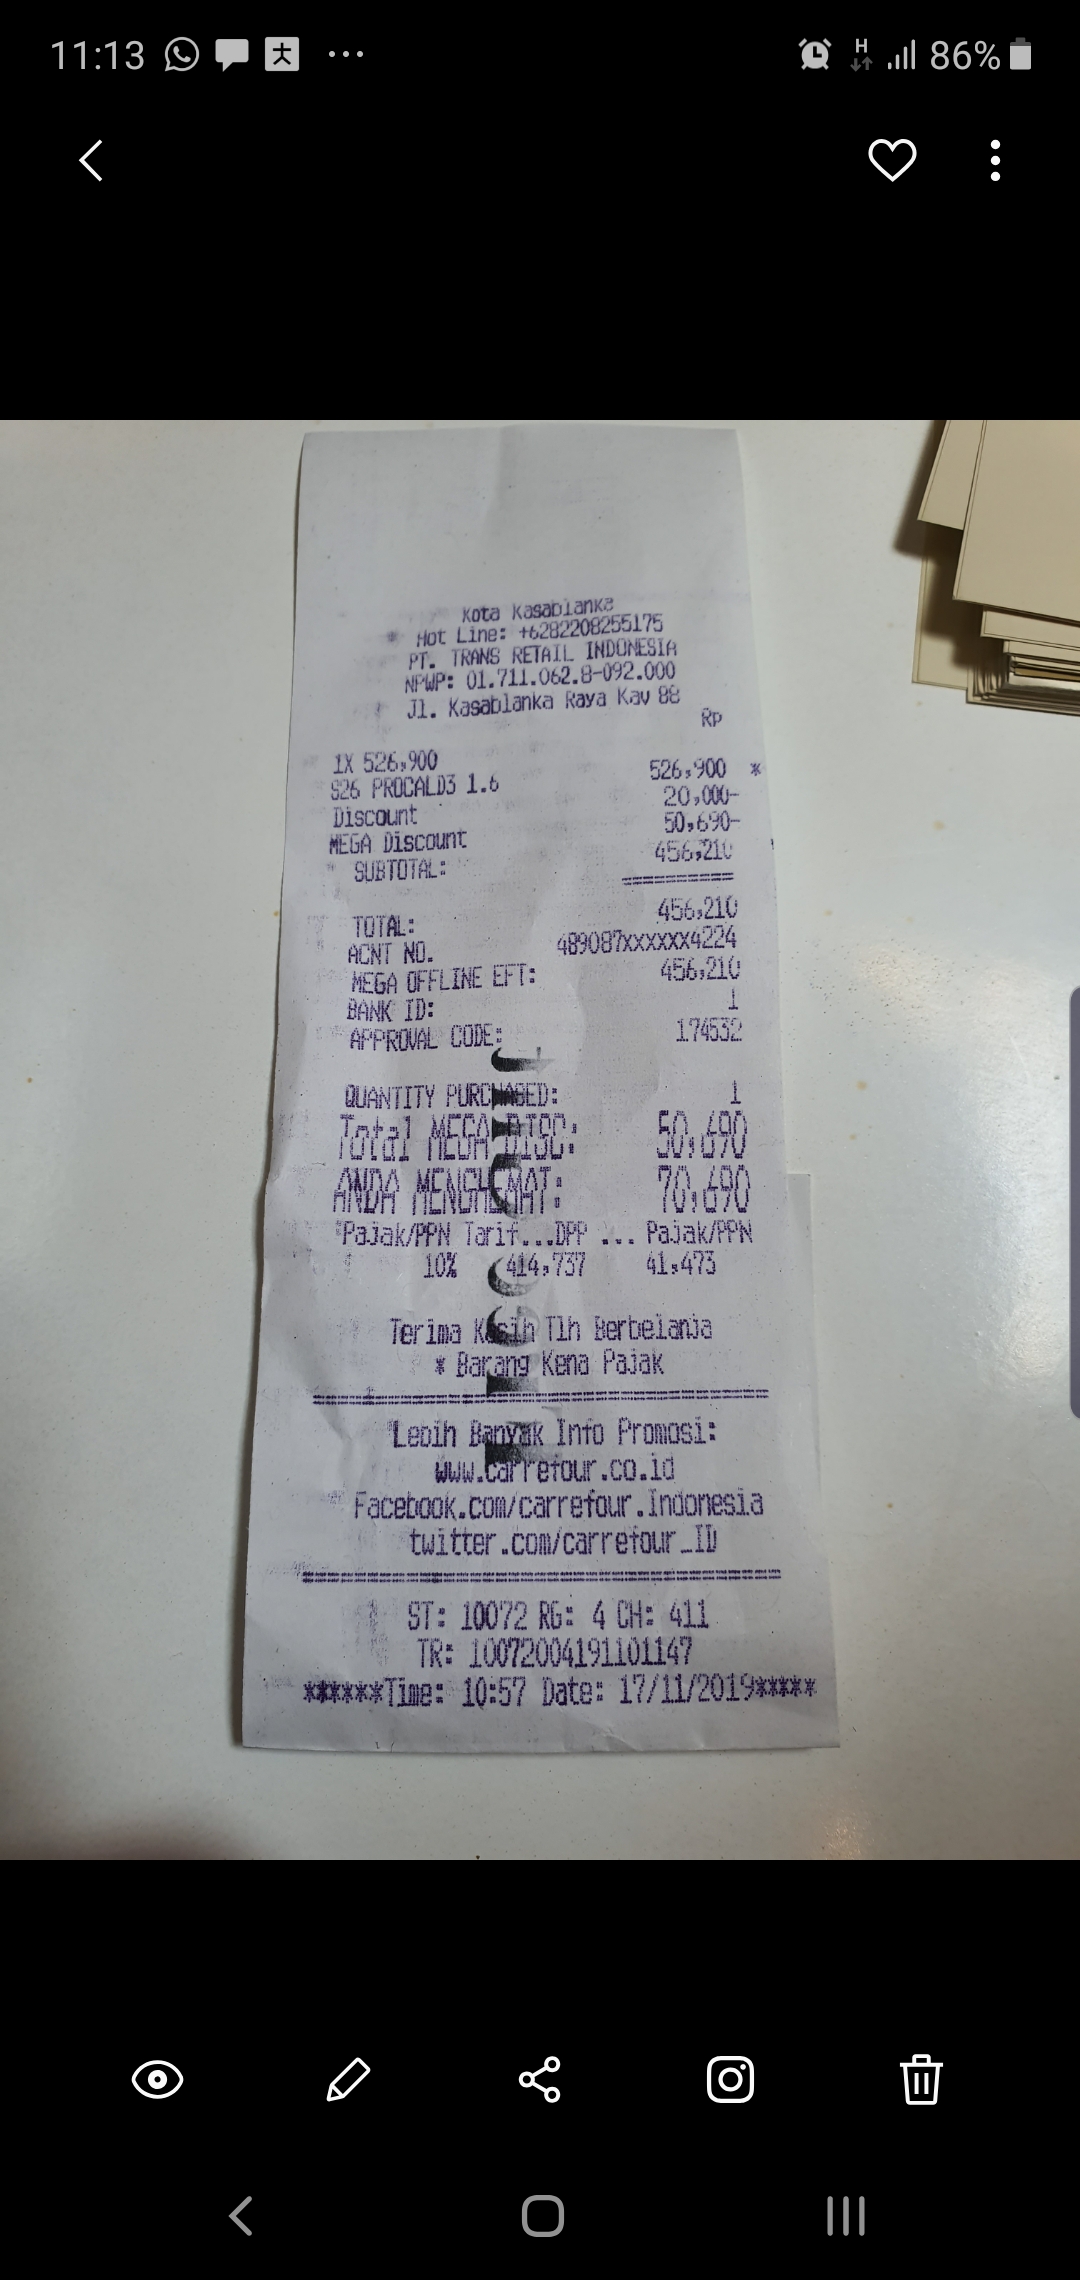 11:13
H
86%
Kota Kasablanka
* Hot Line: +6282208255175
PT. TRANS RETAIL INDONESIA
NPWP: 01.711.062.8-092.000
Jl. Kasablanka Raya Kav 88
Rp
1X 526,900
S26 PROCALD3 1.6 526,900 *
Discount 20,000-
MEGA Discount 50,690-
SUBTOTAL: 456,210
==========
TOTAL: 456,210
ACNT NO. 489087xxxxxx4224
MEGA OFFLINE EFT: 456,210
BANK ID: 1
APPROVAL CODE: 174532
QUANTITY PURCHASED: 1
Total MEGA DISC: 50,690
ANDA MENGHEMAT: 70,690
Pajak/PPN Tarif...DPP ... Pajak/PPN
10% 414,737 41,473
Terima Kasih Tlh Berbelanja
* Barang Kena Pajak
Lebih Banyak Info Promosi:
www.carrefour.co.id
Facebook.com/carrefour.Indonesia
twitter.com/carrefour_ID
ST: 10072 RG: 4 CH: 411
TR: 10072004191101147
******Time: 10:57 Date: 17/11/2019*****